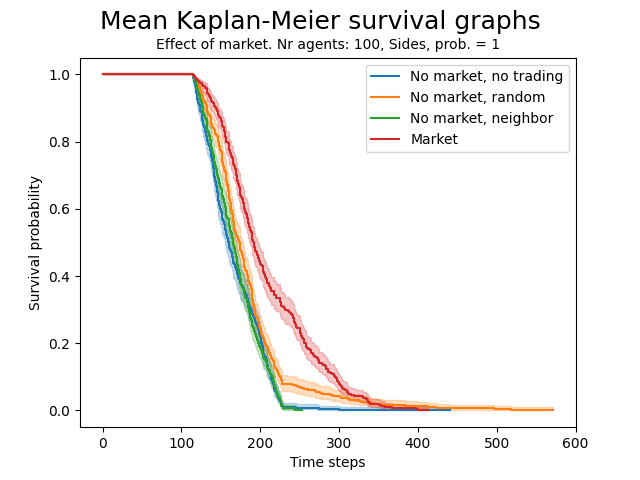 Mean Kaplan-Meier survival graphs
Effect of market. Nr agents: 100, Sides, prob. = 1
No market, no trading
No market, random
No market, neighbor
Market
Survival probability
1.0
0.8
0.6
0.4
0.2
0.0
0 100 200 300 400 500 600
Time steps